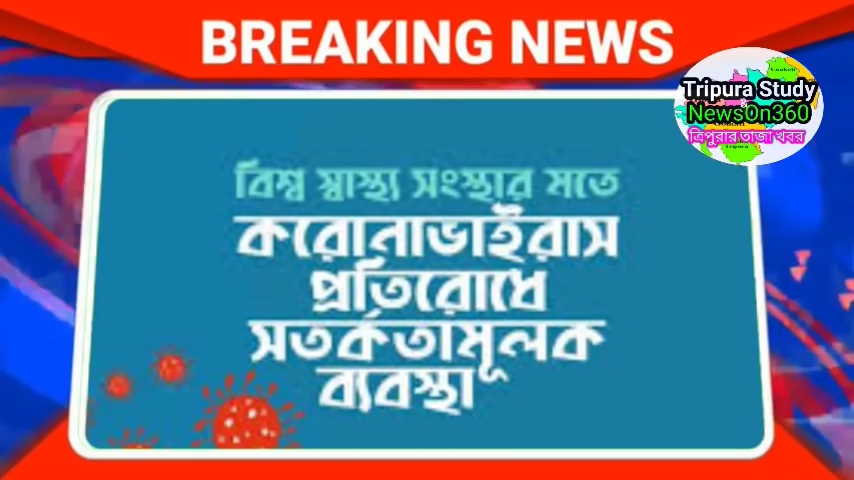 BREAKING NEWS
Tripura Study
&
NewsOn360
ত্রিপুরার তাজা খবর
বিশ্ব স্বাস্থ্য সংস্থার মতে
করোনাভাইরাস
প্রতিরোধে
সতর্কতামূলক
ব্যবস্থা